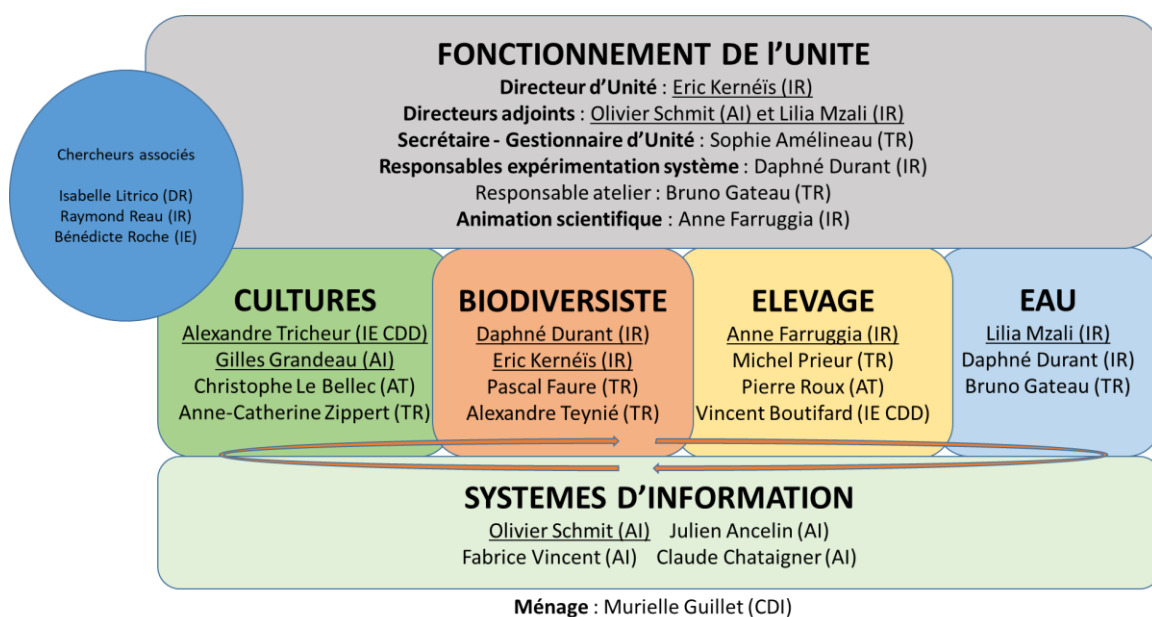 FONCTIONNEMENT DE l'UNITE
Directeur d'Unité : Eric Kernéïs (IR)
Directeurs adjoints : Olivier Schmit (AI) et Lilia Mzali (IR)
Secrétaire - Gestionnaire d'Unité : Sophie Amélineau (TR)
Responsables expérimentation système : Daphné Durant (IR)
Responsable atelier : Bruno Gateau (TR)
Animation scientifique : Anne Farruggia (IR)
Chercheurs associés
Isabelle Litrico (DR)
Raymond Reau (IR)
Bénédicte Roche (IE)
CULTURES
Alexandre Tricheur (IE CDD)
Gilles Grandeau (AI)
Christophe Le Bellec (AT)
Anne-Catherine Zippert (TR)
BIODIVERSISTE
Daphné Durant (IR)
Eric Kernéïs (IR)
Pascal Faure (TR)
Alexandre Teynié (TR)
ELEVAGE
Anne Farruggia (IR)
Michel Prieur (TR)
Pierre Roux (AT)
Vincent Boutifard (IE CDD)
EAU
Lilia Mzali (IR)
Daphné Durant (IR)
Bruno Gateau (TR)
SYSTEMES D'INFORMATION
Olivier Schmit (AI) Julien Ancelin (AI)
Fabrice Vincent (AI) Claude Chataigner (AI)
Ménage : Murielle Guillet (CDI)